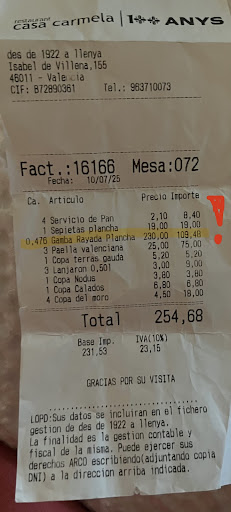 restaurant
casa carmela | 100 ANYS
des de 1922 a llenya
Isabel de Villena,155
46011 - Valencia
CIF: B72890361 Tel.: 963710073
Fact.:16166 Mesa:072
Fecha: 10/07/25
Ca. Articulo Precio Importe
4 Servicio de Pan 2,10 8,40
1 Sepietas plancha 19,00 19,00
0,476 Gamba Rayada Plancha 230,00 109,48
3 Paella valenciana 25,00 75,00
1 Copa terras gauda 5,20 5,20
3 Lanjaron 0,50l 3,00 9,00
1 Copa Nodus 3,80 3,80
1 Copa Calados 6,80 6,80
4 Copa del moro 4,50 18,00
!
Total 254,68
Base Imp. IVA(10%)
231,53 23,15
GRACIAS POR SU VISITA
LOPD:Sus datos se incluiran en el fichero
gestion de des de 1922 a llenya.
La finalidad es la gestion contable y
fiscal de la misma. Puede ejercer sus
derechos ARCO escribiendo(adjuntando copia
DNI) a la direccion arriba indicada.